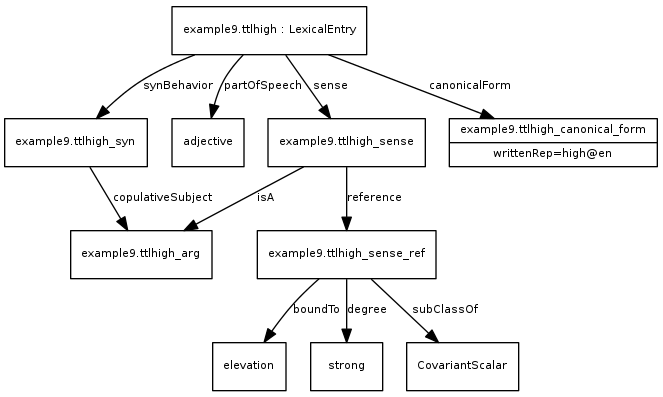 example9.ttlhigh : LexicalEntry
synBehavior
partOfSpeech
sense
canonicalForm
example9.ttlhigh_syn
adjective
example9.ttlhigh_sense
example9.ttlhigh_canonical_form
writtenRep=high@en
copulativeSubject
isA
reference
example9.ttlhigh_arg
example9.ttlhigh_sense_ref
boundTo
degree
subClassOf
elevation
strong
CovariantScalar